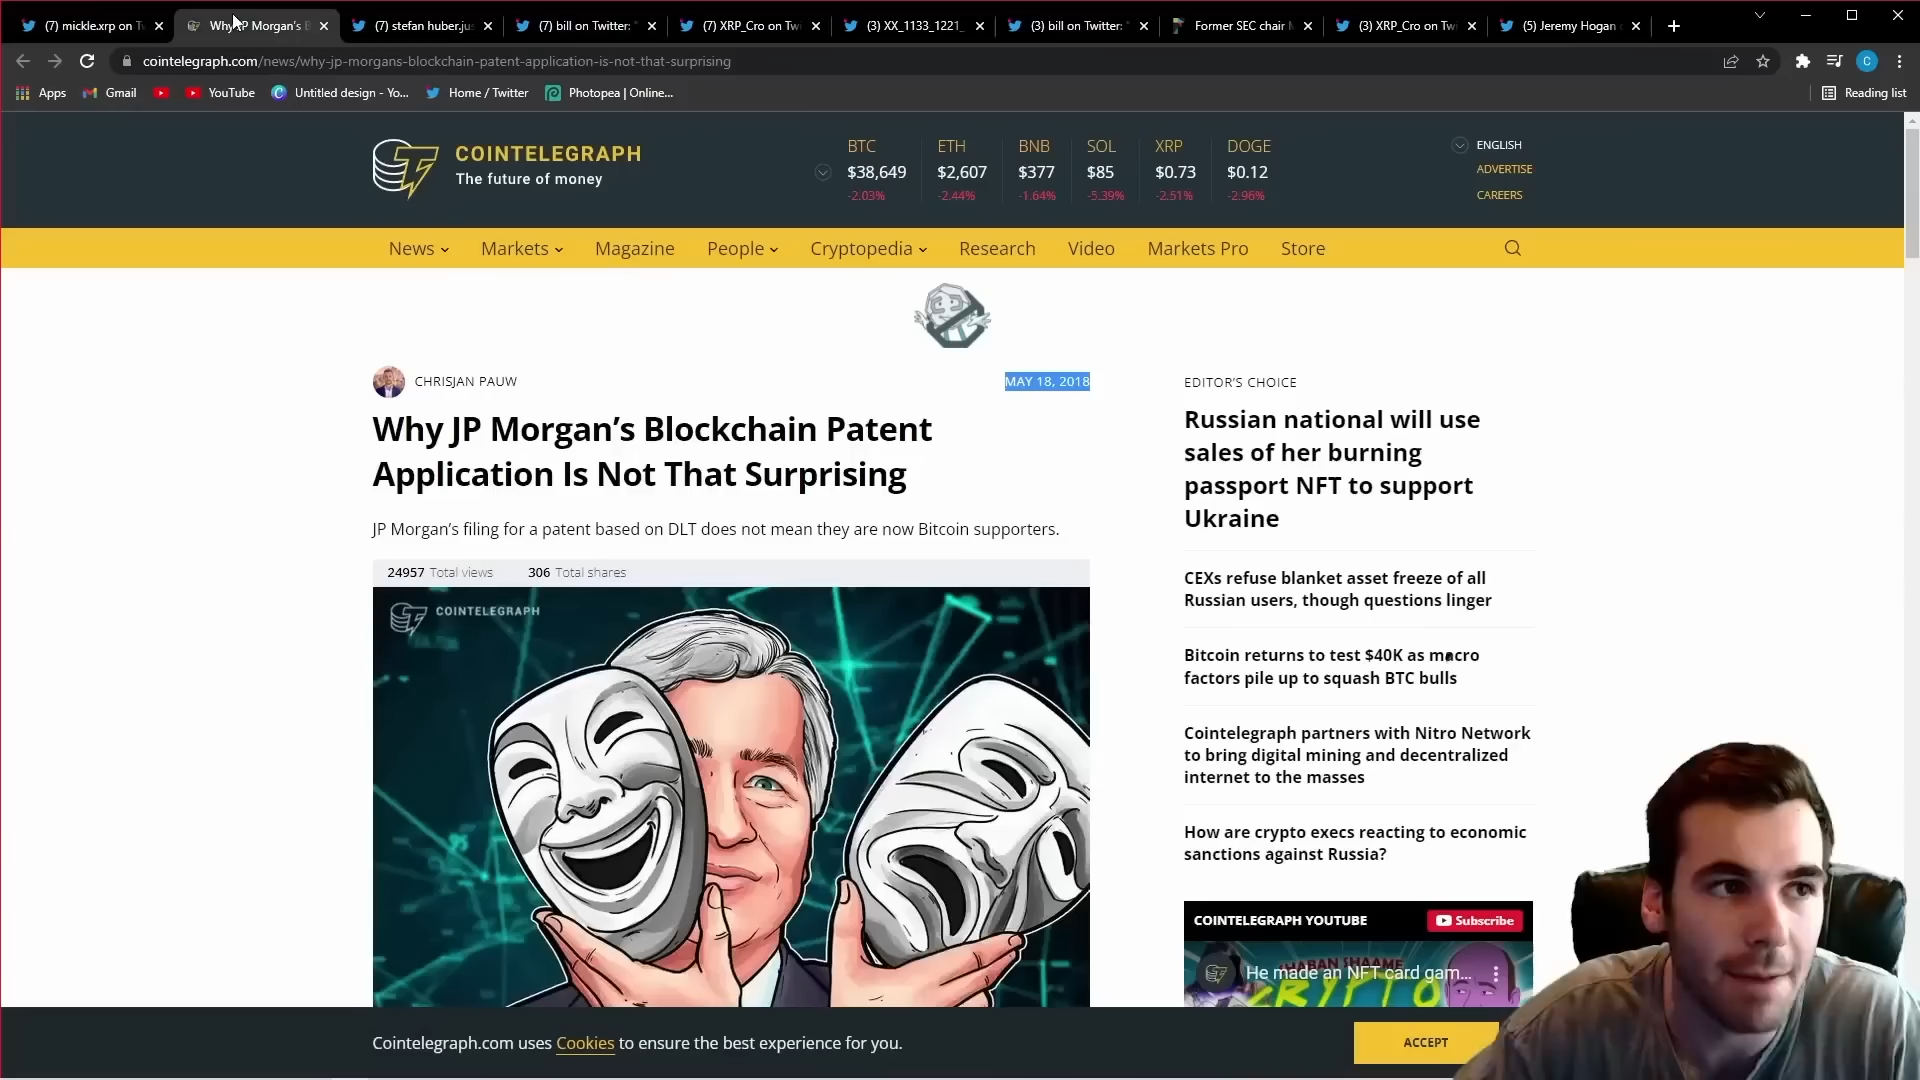 (7) mickle.xrp on T
Why JP Morgan's B
(7) stefan huber.jus
(7) bill on Twitter: "
(7) XRP_Cro on Twi
(3) XX_1133_1221_
(3) bill on Twitter: "
Former SEC chair M
(3) XRP_Cro on Twi
(5) Jeremy Hogan
cointelegraph.com/news/why-jp-morgans-blockchain-patent-application-is-not-that-surprising
C
Apps
Gmail
YouTube
Untitled design - Yo...
Home / Twitter
Photopea | Online...
Reading list
COINTELEGRAPH
The future of money
BTC
$38,649
-2.03%
ETH
$2,607
-2.44%
BNB
$377
-1.64%
SOL
$85
-5.39%
XRP
$0.73
-2.51%
DOGE
$0.12
-2.96%
ENGLISH
ADVERTISE
CAREERS
News
Markets
Magazine
People
Cryptopedia
Research
Video
Markets Pro
Store
CHRISJAN PAUW
MAY 18, 2018
Why JP Morgan's Blockchain Patent
Application Is Not That Surprising
JP Morgan's filing for a patent based on DLT does not mean they are now Bitcoin supporters.
24957 Total views 306 Total shares
COINTELEGRAPH
EDITOR'S CHOICE
Russian national will use
sales of her burning
passport NFT to support
Ukraine
CEXs refuse blanket asset freeze of all
Russian users, though questions linger
Bitcoin returns to test $40K as macro
factors pile up to squash BTC bulls
Cointelegraph partners with Nitro Network
to bring digital mining and decentralized
internet to the masses
How are crypto execs reacting to economic
sanctions against Russia?
COINTELEGRAPH YOUTUBE
Subscribe
He made an NFT card gam...
CRYPTO
Cointelegraph.com uses Cookies to ensure the best experience for you.
ACCEPT